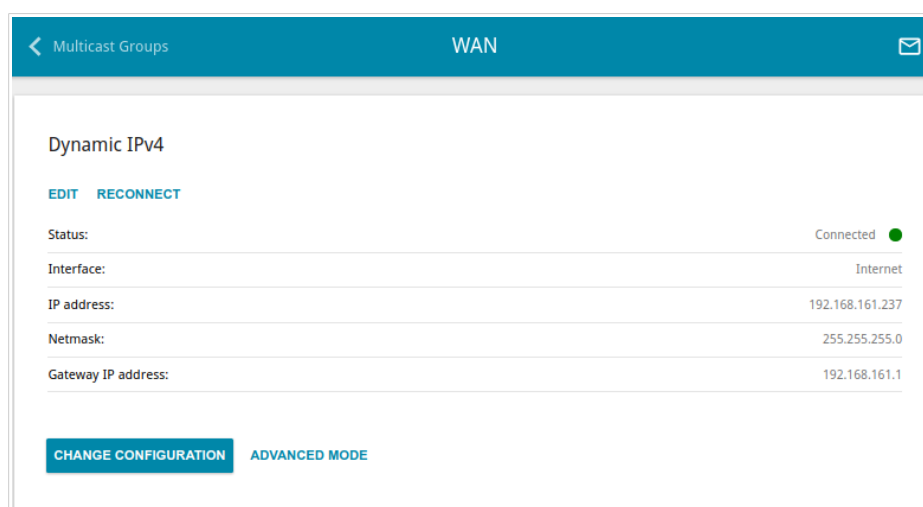 Multicast Groups WAN
Dynamic IPv4
EDIT RECONNECT
Status: Connected
Interface: Internet
IP address: 192.168.161.237
Netmask: 255.255.255.0
Gateway IP address: 192.168.161.1
CHANGE CONFIGURATION ADVANCED MODE